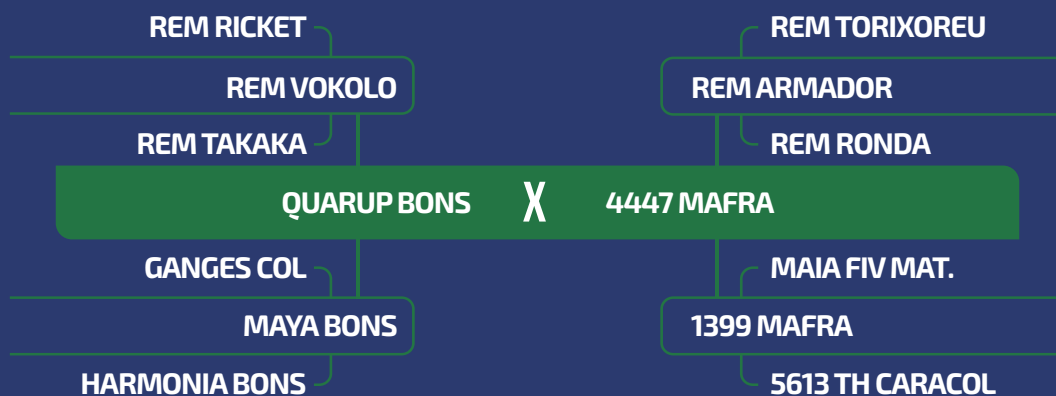 REM RICKET
REM VOKOLO
REM TAKAKA
REM TORIXOREU
REM ARMADOR
REM RONDA
QUARUP BONS X 4447 MAFRA
GANGES COL
MAYA BONS
HARMONIA BONS
MAIA FIV MAT.
1399 MAFRA
5613 TH CARACOL